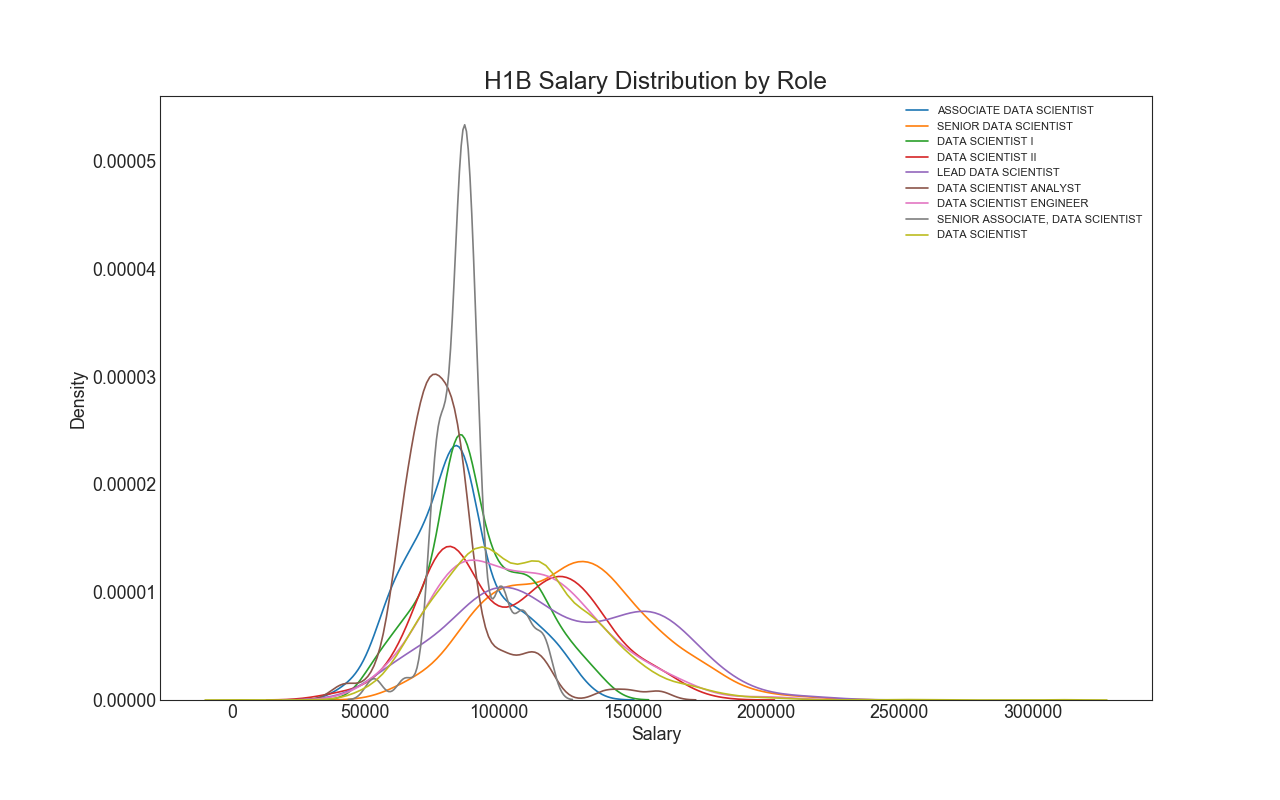 H1B Salary Distribution by Role
ASSOCIATE DATA SCIENTIST
SENIOR DATA SCIENTIST
DATA SCIENTIST I
DATA SCIENTIST II
LEAD DATA SCIENTIST
DATA SCIENTIST ANALYST
DATA SCIENTIST ENGINEER
SENIOR ASSOCIATE, DATA SCIENTIST
DATA SCIENTIST
Density
0.00005
0.00004
0.00003
0.00002
0.00001
0.00000
0 50000 100000 150000 200000 250000 300000
Salary